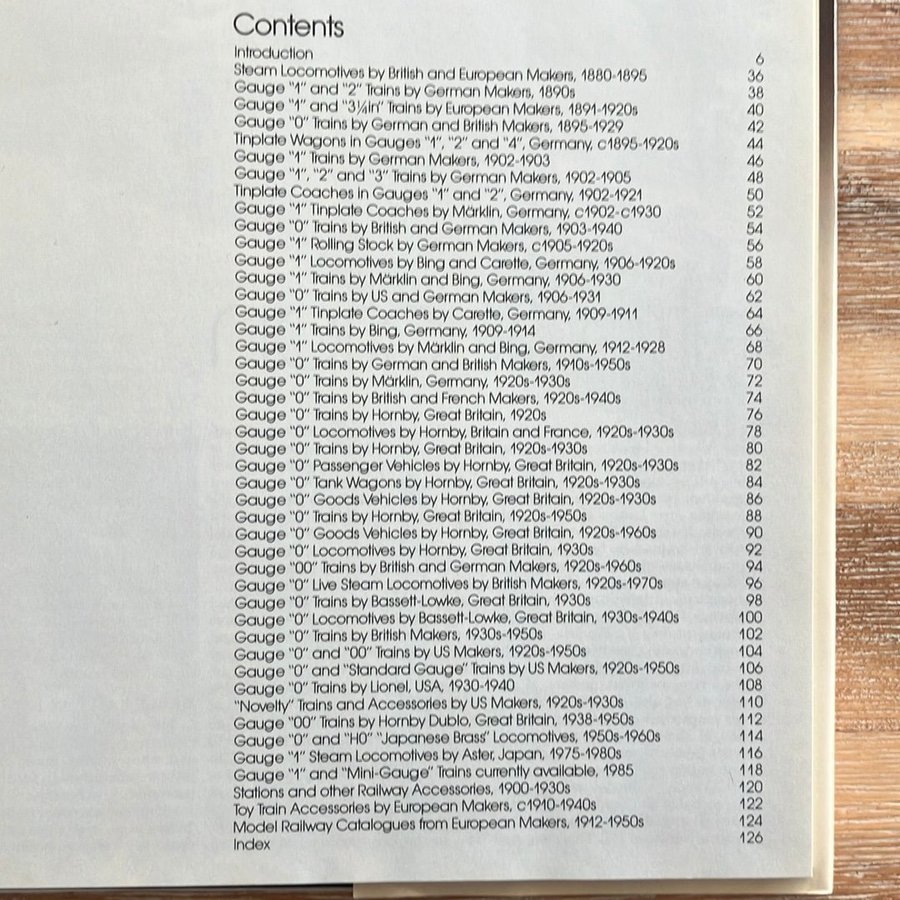 Contents
Introduction 6
Steam Locomotives by British and European Makers, 1880-1895 36
Gauge "1" and "2" Trains by German Makers, 1890s 38
Gauge "1" and "3¼in" Trains by European Makers, 1891-1920s 40
Gauge "0" Trains by German and British Makers, 1895-1929 42
Tinplate Wagons in Gauges "1", "2" and "4", Germany, c1895-1920s 44
Gauge "1" Trains by German Makers, 1902-1903 46
Gauge "1", "2" and "3" Trains by German Makers, 1902-1905 48
Tinplate Coaches in Gauges "1" and "2", Germany, 1902-1921 50
Gauge "1" Tinplate Coaches by Märklin, Germany, c1902-c1930 52
Gauge "0" Trains by British and German Makers, 1903-1940 54
Gauge "1" Rolling Stock by German Makers, c1905-1920s 56
Gauge "1" Locomotives by Bing and Carette, Germany, 1906-1920s 58
Gauge "1" Trains by Märklin and Bing, Germany, 1906-1930 60
Gauge "0" Trains by US and German Makers, 1906-1931 62
Gauge "1" Tinplate Coaches by Carette, Germany, 1909-1911 64
Gauge "1" Trains by Bing, Germany, 1909-1914 66
Gauge "1" Locomotives by Märklin and Bing, Germany, 1912-1928 68
Gauge "0" Trains by German and British Makers, 1910s-1950s 70
Gauge "0" Trains by Märklin, Germany, 1920s-1930s 72
Gauge "0" Trains by British and French Makers, 1920s-1940s 74
Gauge "0" Trains by Hornby, Great Britain, 1920s 76
Gauge "0" Locomotives by Hornby, Britain and France, 1920s-1930s 78
Gauge "0" Trains by Hornby, Great Britain, 1920s-1930s 80
Gauge "0" Passenger Vehicles by Hornby, Great Britain, 1920s-1930s 82
Gauge "0" Tank Wagons by Hornby, Great Britain, 1920s-1930s 84
Gauge "0" Goods Vehicles by Hornby, Great Britain, 1920s-1930s 86
Gauge "0" Trains by Hornby, Great Britain, 1920s-1950s 88
Gauge "0" Goods Vehicles by Hornby, Great Britain, 1920s-1960s 90
Gauge "0" Locomotives by Hornby, Great Britain, 1930s 92
Gauge "00" Trains by British and German Makers, 1920s-1960s 94
Gauge "0" Live Steam Locomotives by British Makers, 1920s-1970s 96
Gauge "0" Trains by Bassett-Lowke, Great Britain, 1930s 98
Gauge "0" Locomotives by Bassett-Lowke, Great Britain, 1930s-1940s 100
Gauge "0" Trains by British Makers, 1930s-1950s 102
Gauge "0" and "00" Trains by US Makers, 1920s-1950s 104
Gauge "0" and "Standard Gauge" Trains by US Makers, 1920s-1950s 106
Gauge "0" Trains by Lionel, USA, 1930-1940 108
"Novelty" Trains and Accessories by US Makers, 1920s-1930s 110
Gauge "00" Trains by Hornby Dublo, Great Britain, 1938-1950s 112
Gauge "0" and "H0" "Japanese Brass" Locomotives, 1950s-1960s 114
Gauge "1" Steam Locomotives by Aster, Japan, 1975-1980s 116
Gauge "1" and "Mini-Gauge" Trains currently available, 1985 118
Stations and other Railway Accessories, 1900-1930s 120
Toy Train Accessories by European Makers, c1910-1940s 122
Model Railway Catalogues from European Makers, 1912-1950s 124
Index 126